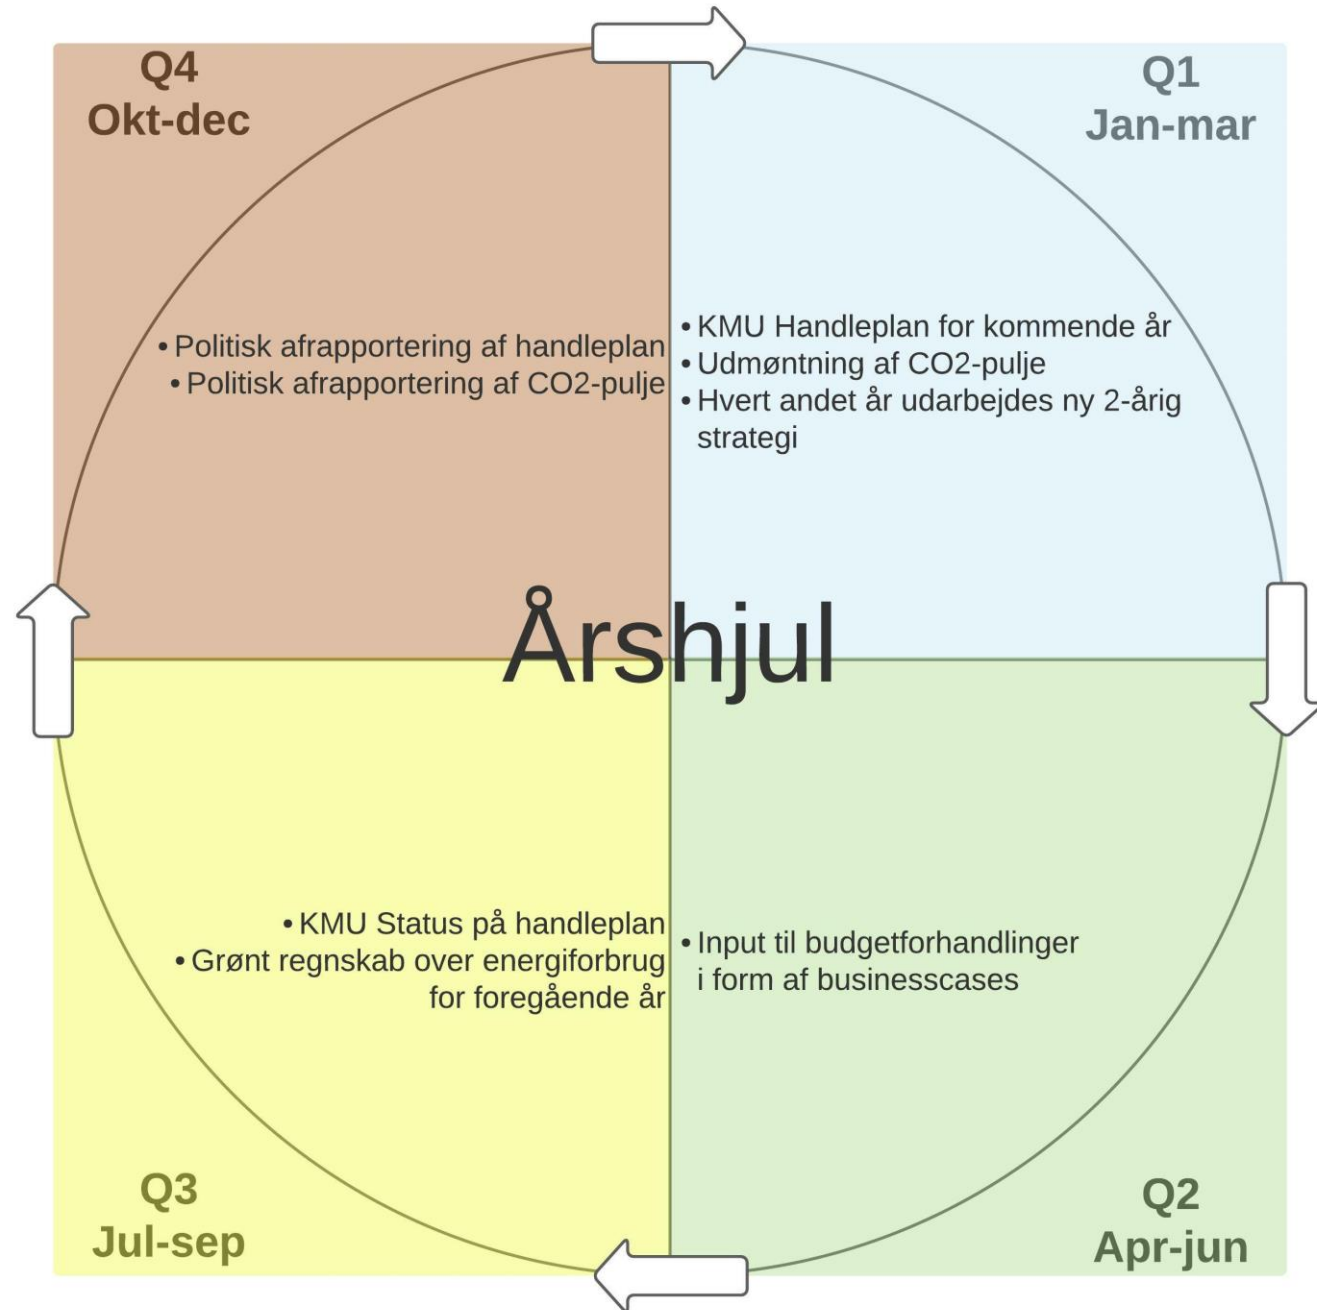 Q4
Okt-dec
Q1
Jan-mar
• Politisk afrapportering af handleplan
• Politisk afrapportering af CO2-pulje
• KMU Handleplan for kommende år
• Udmøntning af CO2-pulje
• Hvert andet år udarbejdes ny 2-årig
strategi
Årshjul
• KMU Status på handleplan
• Grønt regnskab over energiforbrug
for foregående år
• Input til budgetforhandlinger
i form af businesscases
Q3
Jul-sep
Q2
Apr-jun